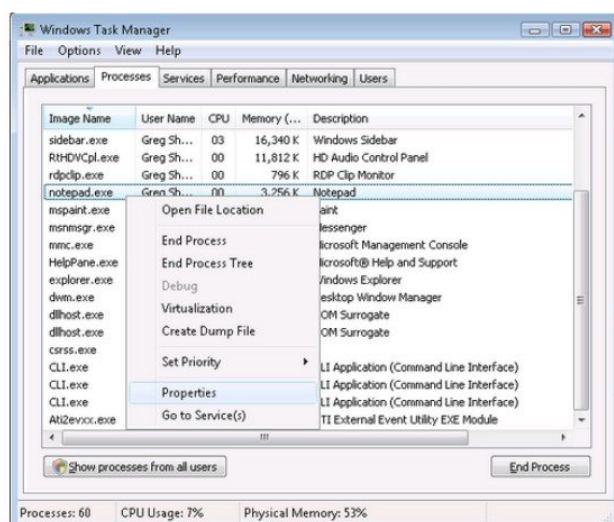 Windows Task Manager
File Options View Help
Applications Processes Services Performance Networking Users
Image Name User Name CPU Memory (... Description
sidebar.exe Greg Sh... 03 16,340 K Windows Sidebar
RtHDVCpl.exe Greg Sh... 00 11,812 K HD Audio Control Panel
rdpclip.exe Greg Sh... 00 796 K RDP Clip Monitor
notepad.exe Greg Sh... 00 3,256 K Notepad
mspaint.exe Open File Location aint
msnmsgr.exe essenger
mmc.exe End Process icrosoft Management Console
HelpPane.exe End Process Tree icrosoft® Help and Support
explorer.exe Debug indows Explorer
dwm.exe Virtualization esktop Window Manager
dllhost.exe OM Surrogate
dllhost.exe Create Dump File OM Surrogate
csrss.exe
CLI.exe Set Priority LI Application (Command Line Interface)
CLI.exe Properties LI Application (Command Line Interface)
CLI.exe LI Application (Command Line Interface)
Ati2evxx.exe Go to Service(s) TI External Event Utility EXE Module
Show processes from all users End Process
Processes: 60 CPU Usage: 7% Physical Memory: 53%